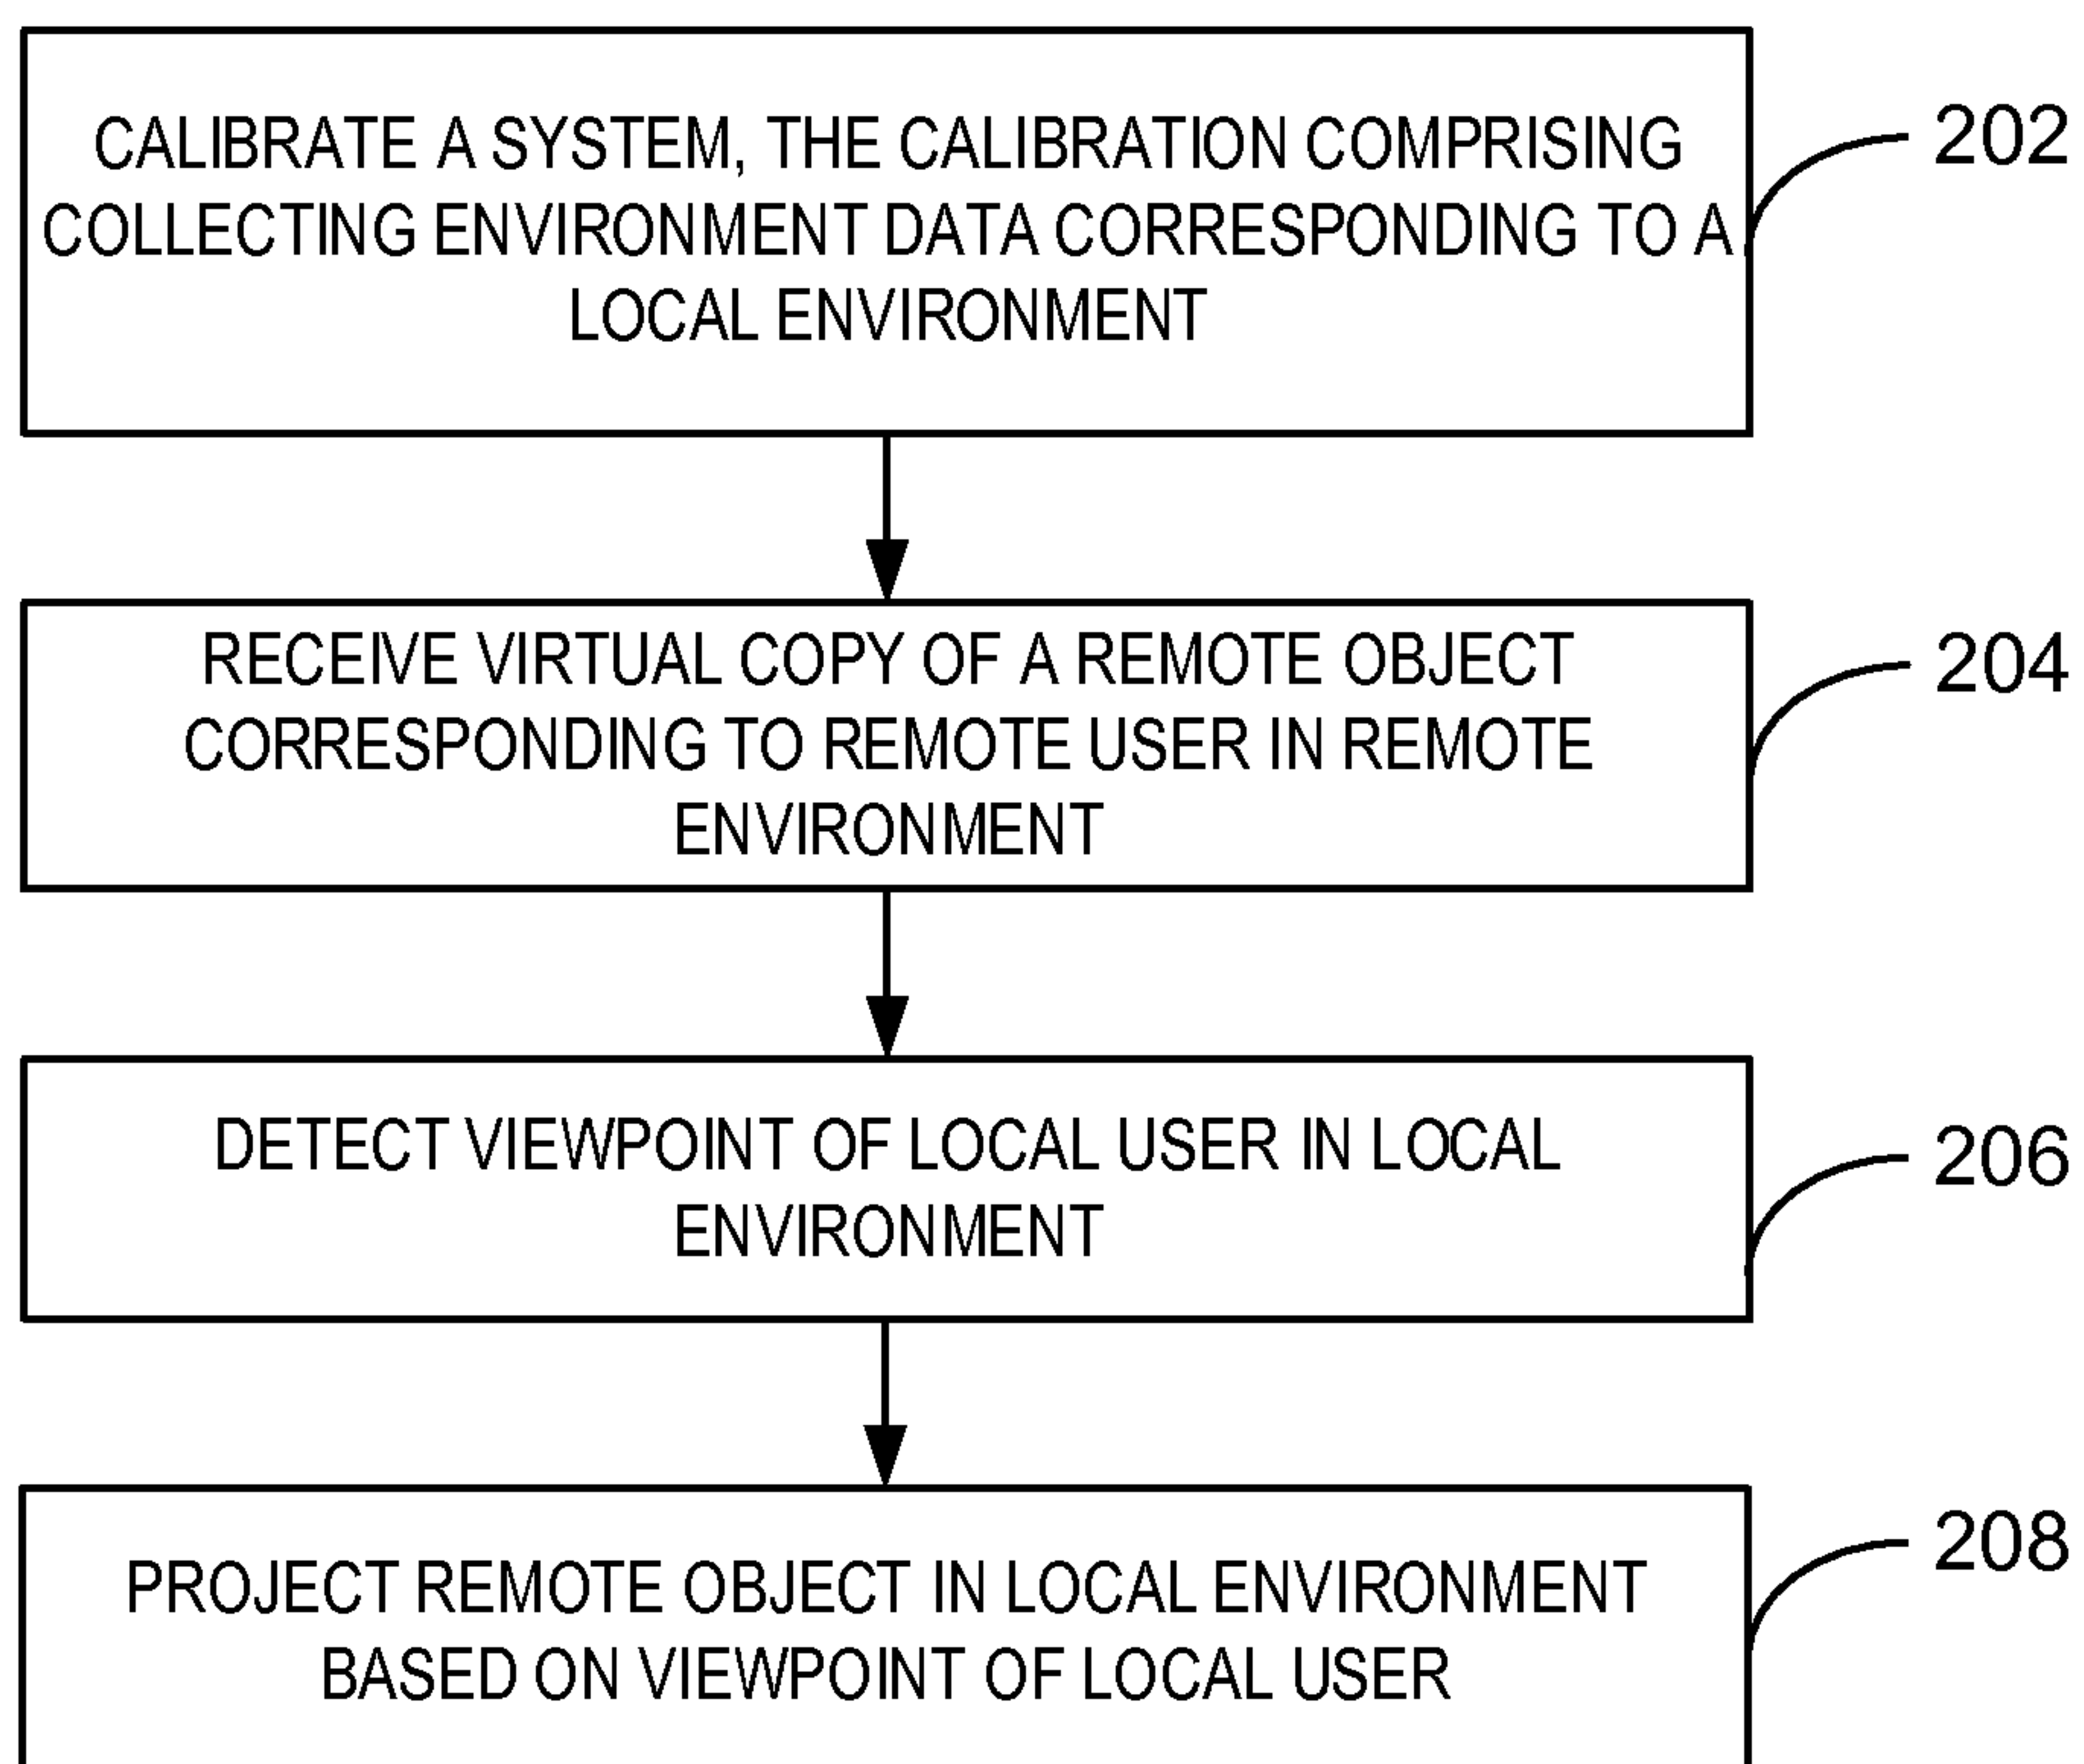 CALIBRATE A SYSTEM, THE CALIBRATION COMPRISING
COLLECTING ENVIRONMENT DATA CORRESPONDING TO A
LOCAL ENVIRONMENT
202
RECEIVE VIRTUAL COPY OF A REMOTE OBJECT
CORRESPONDING TO REMOTE USER IN REMOTE
ENVIRONMENT
204
DETECT VIEWPOINT OF LOCAL USER IN LOCAL
ENVIRONMENT
206
PROJECT REMOTE OBJECT IN LOCAL ENVIRONMENT
BASED ON VIEWPOINT OF LOCAL USER
208